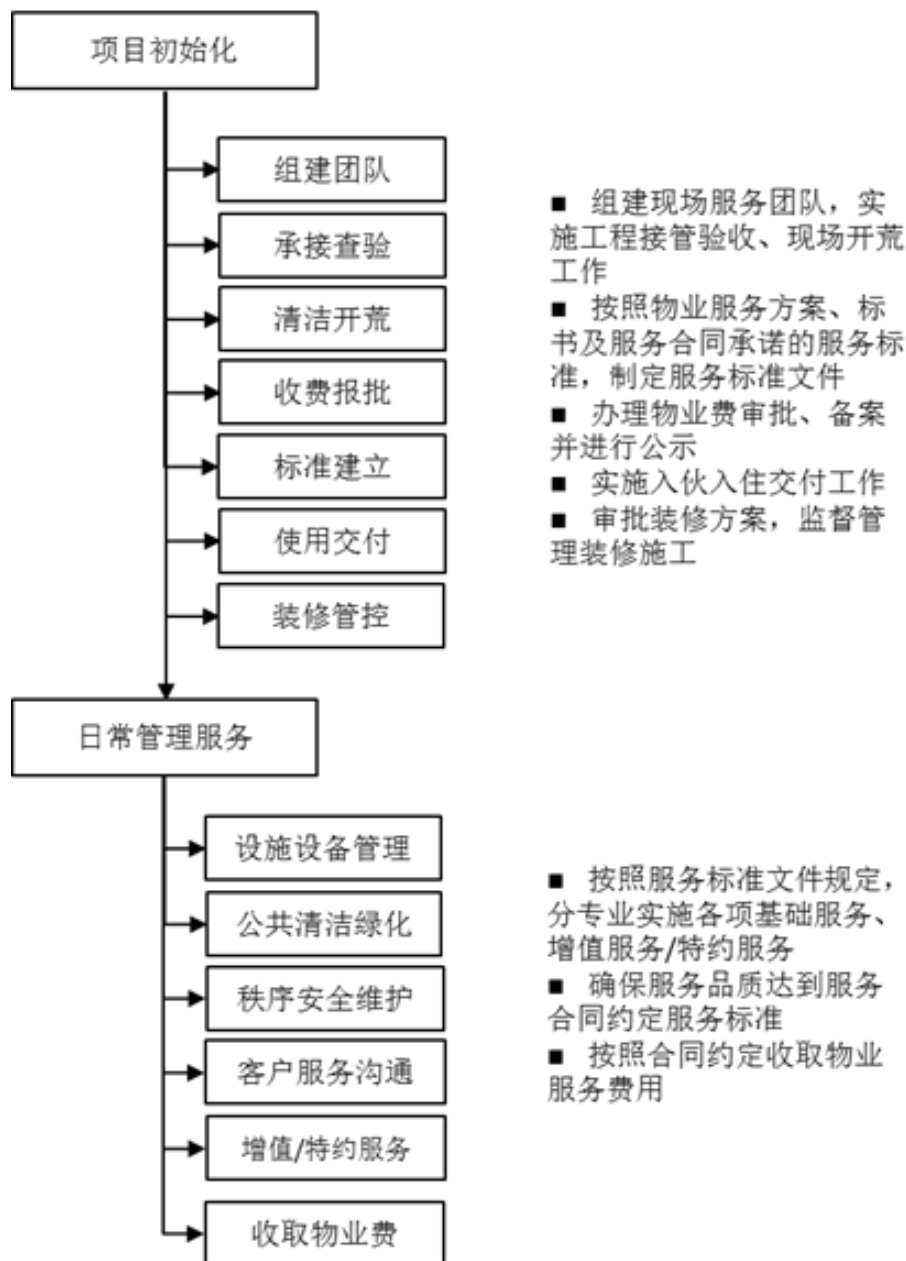 项目初始化
组建团队
承接查验
清洁开荒
收费报批
标准建立
使用交付
装修管控
■ 组建现场服务团队，实
施工程接管验收、现场开荒
工作
■ 按照物业服务方案、标
书及服务合同承诺的服务标
准，制定服务标准文件
■ 办理物业费审批、备案
并进行公示
■ 实施入伙入住交付工作
■ 审批装修方案，监督管
理装修施工
日常管理服务
设施设备管理
公共清洁绿化
秩序安全维护
客户服务沟通
增值/特约服务
收取物业费
■ 按照服务标准文件规定，
分专业实施各项基础服务、
增值服务/特约服务
■ 确保服务品质达到服务
合同约定服务标准
■ 按照合同约定收取物业
服务费用